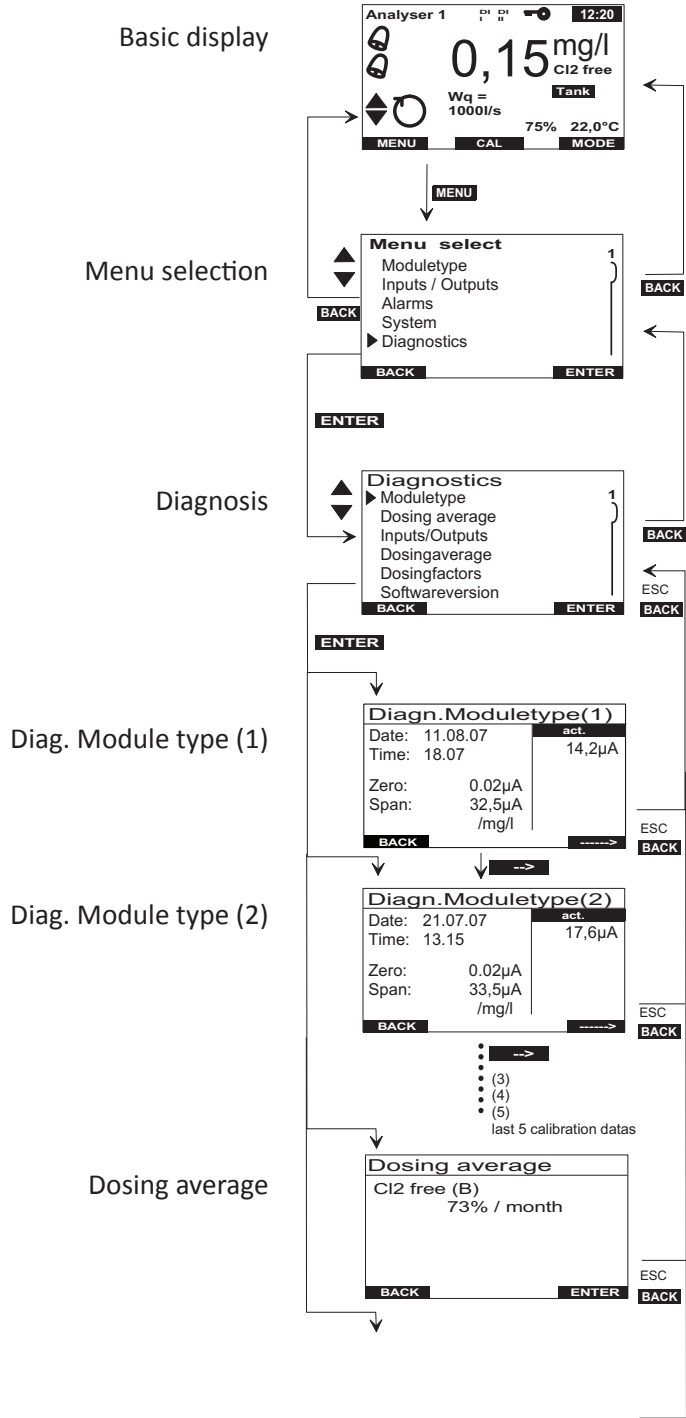 Basic display
Analyser 1 DI I DI II 12:20
0,15 mg/l
Cl2 free
Tank
Wq =
1000l/s
75% 22,0°C
MENU CAL MODE
MENU
Menu selection
Menu select
1
Moduletype
Inputs / Outputs
Alarms
System
Diagnostics
BACK ENTER
BACK
BACK
ENTER
Diagnosis
Diagnostics
1
Moduletype
Dosing average
Inputs/Outputs
Dosingaverage
Dosingfactors
Softwareversion
BACK ENTER
BACK
ESC
BACK
ENTER
Diag. Module type (1)
Diagn.Moduletype(1)
Date: 11.08.07 act.
Time: 18.07 14,2µA
Zero: 0.02µA
Span: 32,5µA
/mg/l
BACK ------>
ESC
BACK
-->
Diag. Module type (2)
Diagn.Moduletype(2)
Date: 21.07.07 act.
Time: 13.15 17,6µA
Zero: 0.02µA
Span: 33,5µA
/mg/l
BACK ------>
ESC
BACK
-->
(3)
(4)
(5)
last 5 calibration datas
Dosing average
Dosing average
Cl2 free (B)
73% / month
BACK ENTER
ESC
BACK